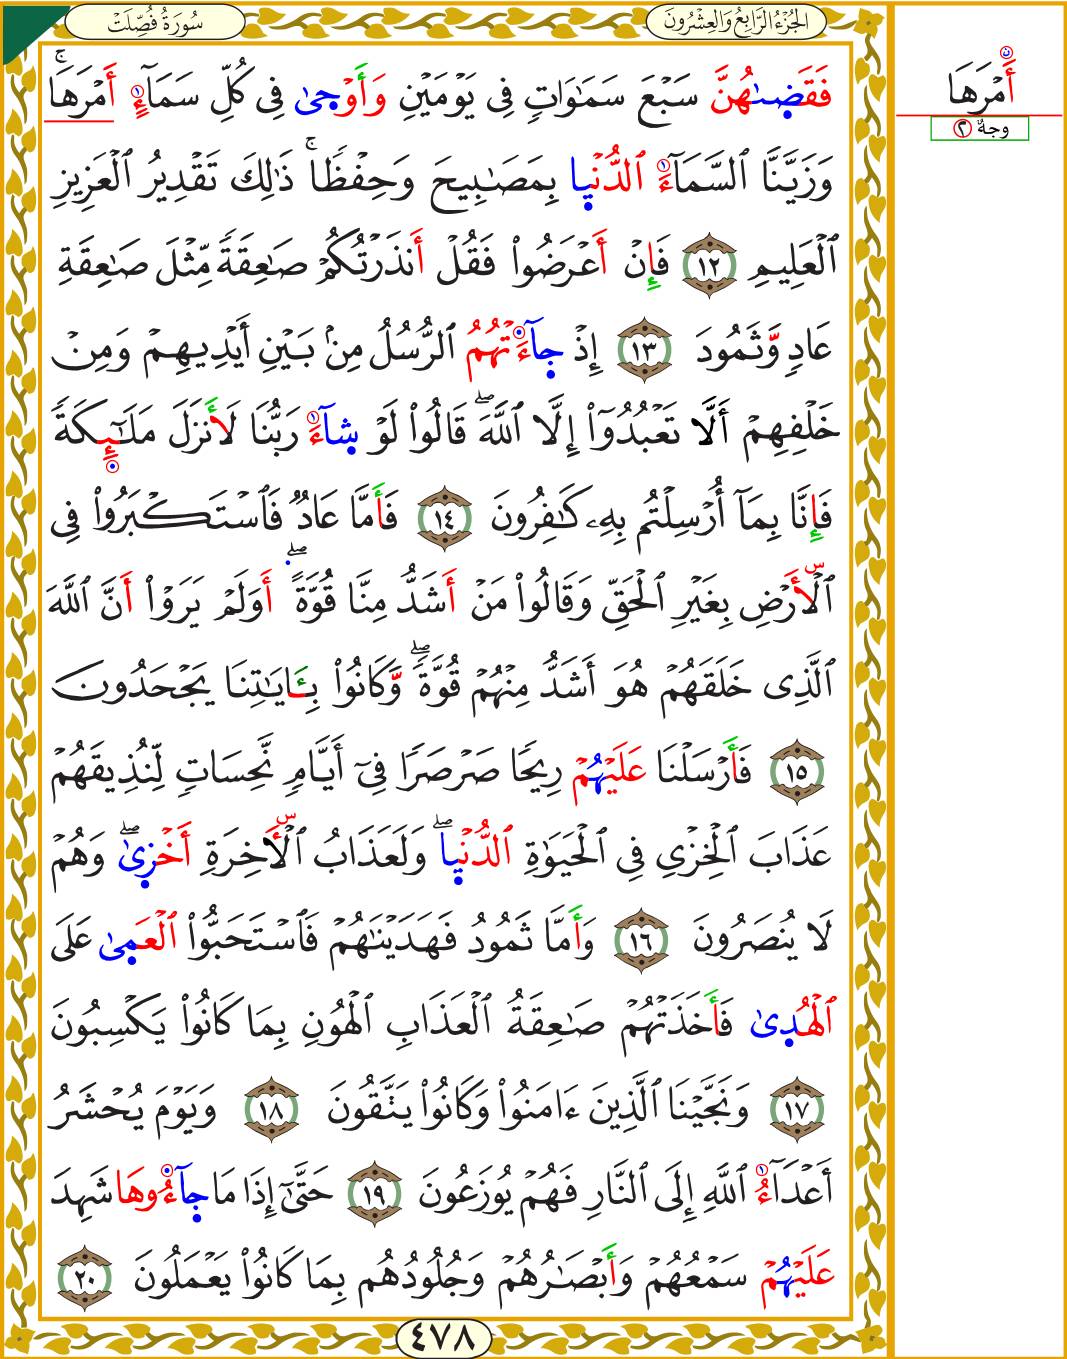 الجُزْءُ الرَّابِعُ وَالعِشْرُونَ
سُورَةُ فُصِّلَتْ
فَقَضَىٰهُنَّ سَبْعَ سَمَٰوَاتٍ فِى يَوْمَيْنِ وَأَوْحَىٰ فِى كُلِّ سَمَآءٍ أَمْرَهَا ۚ
وَزَيَّنَّا ٱلسَّمَآءَ ٱلدُّنْيَا بِمَصَٰبِيحَ وَحِفْظًا ۚ ذَٰلِكَ تَقْدِيرُ ٱلْعَزِيزِ
ٱلْعَلِيمِ ١٢ فَإِنْ أَعْرَضُوا۟ فَقُلْ أَنذَرْتُكُمْ صَٰعِقَةً مِّثْلَ صَٰعِقَةِ
عَادٍ وَّثَمُودَ ١٣ إِذْ جَآءَتْهُمُ ٱلرُّسُلُ مِنۢ بَيْنِ أَيْدِيهِمْ وَمِنْ
خَلْفِهِمْ أَلَّا تَعْبُدُوٓا۟ إِلَّا ٱللَّهَ ۖ قَالُوا۟ لَوْ شَآءَ رَبُّنَا لَأَنزَلَ مَلَٰٓئِكَةً
فَإِنَّا بِمَآ أُرْسِلْتُم بِهِۦ كَٰفِرُونَ ١٤ فَأَمَّا عَادٌ فَٱسْتَكْبَرُوا۟ فِى
ٱلْأَرْضِ بِغَيْرِ ٱلْحَقِّ وَقَالُوا۟ مَنْ أَشَدُّ مِنَّا قُوَّةً ۖ أَوَلَمْ يَرَوْا۟ أَنَّ ٱللَّهَ
ٱلَّذِى خَلَقَهُمْ هُوَ أَشَدُّ مِنْهُمْ قُوَّةً ۖ وَّكَانُوا۟ بِـَٔايَٰتِنَا يَجْحَدُونَ
١٥ فَأَرْسَلْنَا عَلَيْهُمْ رِيحًا صَرْصَرًا فِىٓ أَيَّامٍ نَّحِسَاتٍ لِّنُذِيقَهُمْ
عَذَابَ ٱلْخِزْىِ فِى ٱلْحَيَوٰةِ ٱلدُّنْيَا ۖ وَلَعَذَابُ ٱلْأَخِرَةِ أَخْزَىٰ ۖ وَهُمْ
لَا يُنصَرُونَ ١٦ وَأَمَّا ثَمُودُ فَهَدَيْنَٰهُمْ فَٱسْتَحَبُّوا۟ ٱلْعَمَىٰ عَلَى
ٱلْهُدَىٰ فَأَخَذَتْهُمْ صَٰعِقَةُ ٱلْعَذَابِ ٱلْهُونِ بِمَا كَانُوا۟ يَكْسِبُونَ
١٧ وَنَجَّيْنَا ٱلَّذِينَ ءَامَنُوا۟ وَكَانُوا۟ يَتَّقُونَ ١٨ وَيَوْمَ يُحْشَرُ
أَعْدَآءُ ٱللَّهِ إِلَى ٱلنَّارِ فَهُمْ يُوزَعُونَ ١٩ حَتَّىٰٓ إِذَا مَا جَآءُوهَا شَهِدَ
عَلَيْهُمْ سَمْعُهُمْ وَأَبْصَٰرُهُمْ وَجُلُودُهُم بِمَا كَانُوا۟ يَعْمَلُونَ ٢٠
٤٧٨
أَمْرَهَا
وجهٌ ٢